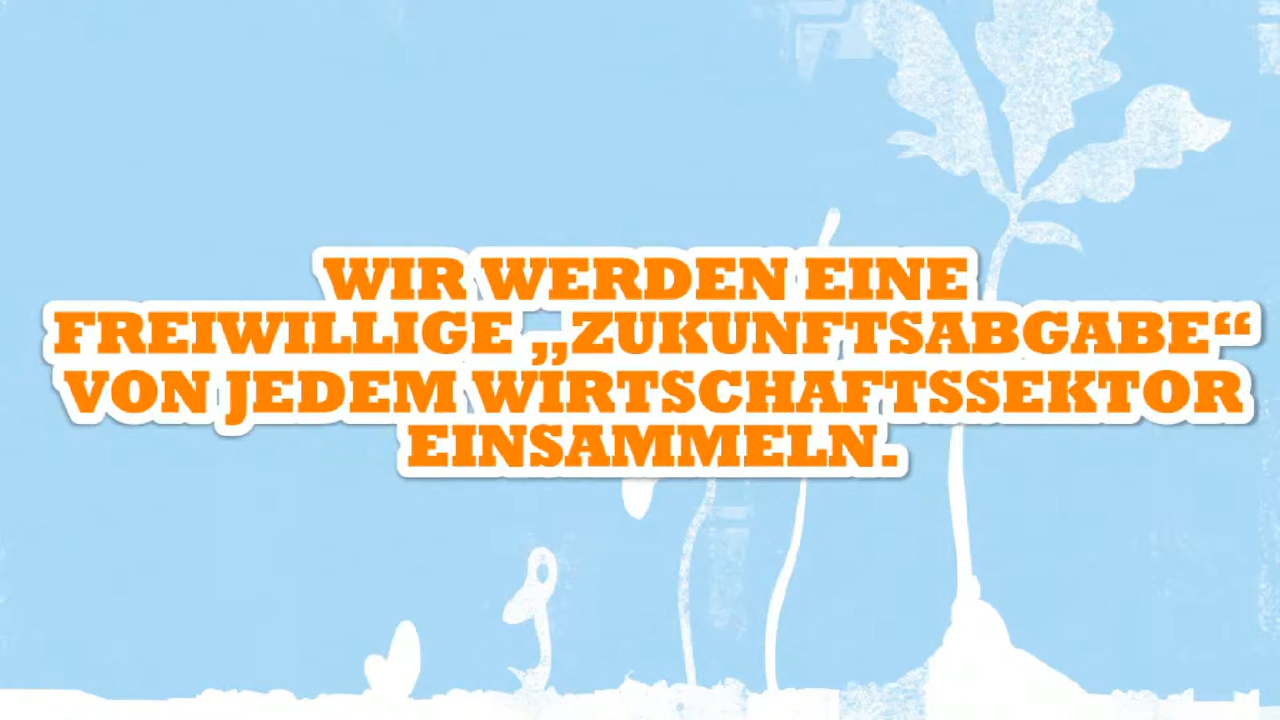 WIR WERDEN EINE
FREIWILLIGE „ZUKUNFTSABGABE“
VON JEDEM WIRTSCHAFTSSEKTOR
EINSAMMELN.